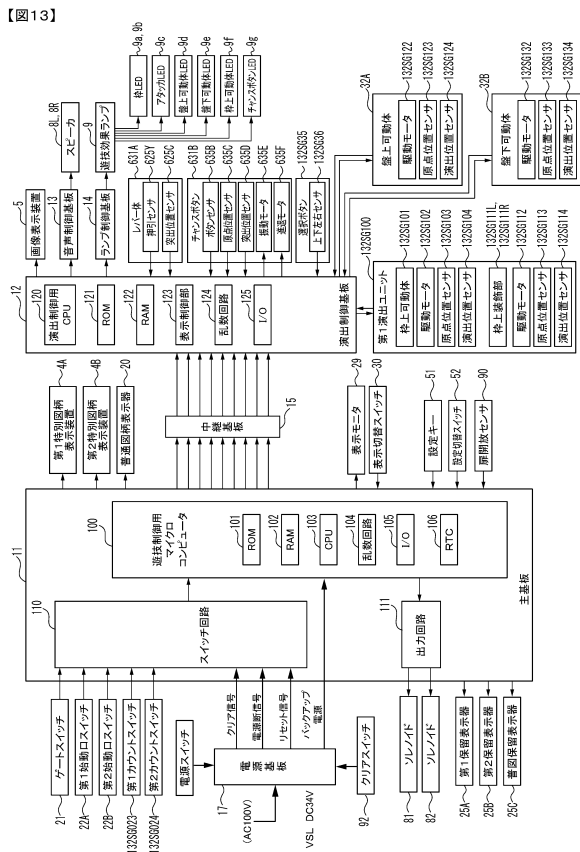 【図13】
9a, 9b
9c
9d
9e
9f
9g
枠LED
アタッカLED
盤上可動体LED
盤下可動体LED
枠上可動体LED
チャンスボタンLED
8L, 8R
スピーカ
9
遊技効果ランプ
5
画像表示装置
13
音声制御基板
14
ランプ制御基板
631A
レバー体
625Y
押引センサ
625C
突出位置センサ
631B
チャンスボタン
635B
ボタンセンサ
635C
原点位置センサ
635D
突出位置センサ
635E
振動モータ
635F
進退モータ
132SG635
選択ボタン
132SG636
上下左右センサ
32A
盤上可動体
132SG122
駆動モータ
132SG123
原点位置センサ
132SG124
演出位置センサ
32B
盤下可動体
132SG132
駆動モータ
132SG133
原点位置センサ
132SG134
演出位置センサ
132SG100
第1演出ユニット
132SG101
枠上可動体
132SG102
駆動モータ
132SG103
原点位置センサ
132SG104
演出位置センサ
132SG111L,
132SG111R
枠上装飾部
132SG112
駆動モータ
132SG113
原点位置センサ
132SG114
演出位置センサ
12
演出制御基板
120
演出制御用
CPU
121
ROM
122
RAM
123
表示制御部
124
乱数回路
125
I/O
4A
第1特別図柄
表示装置
4B
第2特別図柄
表示装置
20
普通図柄表示器
15
中継基板
29
表示モニタ
30
表示切替スイッチ
51
設定キー
52
設定切替スイッチ
90
扉開放センサ
11
主基板
100
遊技制御用
マイクロ
コンピュータ
101
ROM
102
RAM
103
CPU
104
乱数回路
105
I/O
106
RTC
110
スイッチ回路
111
出力回路
21
ゲートスイッチ
22A
第1始動口スイッチ
22B
第2始動口スイッチ
132SG023
第1カウントスイッチ
132SG024
第2カウントスイッチ
クリア信号
電源断信号
リセット信号
バックアップ
電源
電源スイッチ
17
電源基板
(AC100V)
VSL DC34V
92
クリアスイッチ
81
ソレノイド
82
ソレノイド
25A
第1保留表示器
25B
第2保留表示器
25C
普図保留表示器